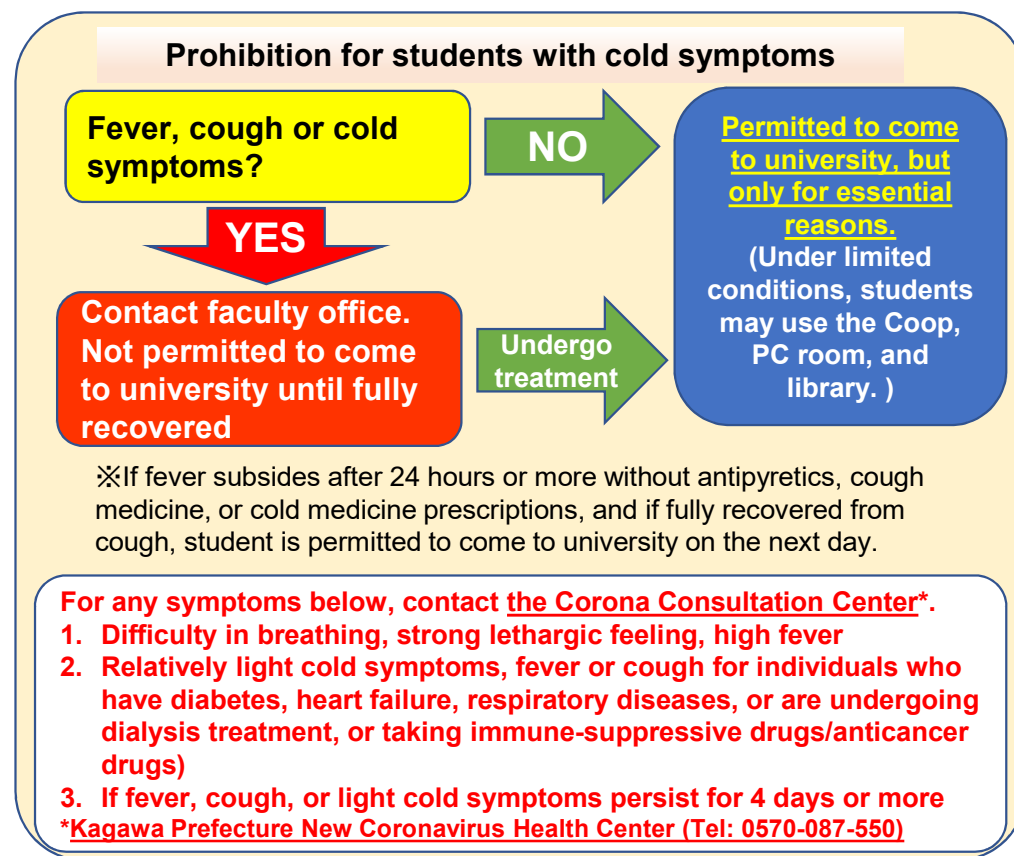 Prohibition for students with cold symptoms
Fever, cough or cold
symptoms?
NO
Permitted to come
to university, but
only for essential
reasons.
(Under limited
conditions, students
may use the Coop,
PC room, and
library. )
YES
Contact faculty office.
Not permitted to come
to university until fully
recovered
Undergo
treatment
※If fever subsides after 24 hours or more without antipyretics, cough
medicine, or cold medicine prescriptions, and if fully recovered from
cough, student is permitted to come to university on the next day.
For any symptoms below, contact the Corona Consultation Center*.
1. Difficulty in breathing, strong lethargic feeling, high fever
2. Relatively light cold symptoms, fever or cough for individuals who
have diabetes, heart failure, respiratory diseases, or are undergoing
dialysis treatment, or taking immune-suppressive drugs/anticancer
drugs)
3. If fever, cough, or light cold symptoms persist for 4 days or more
*Kagawa Prefecture New Coronavirus Health Center (Tel: 0570-087-550)